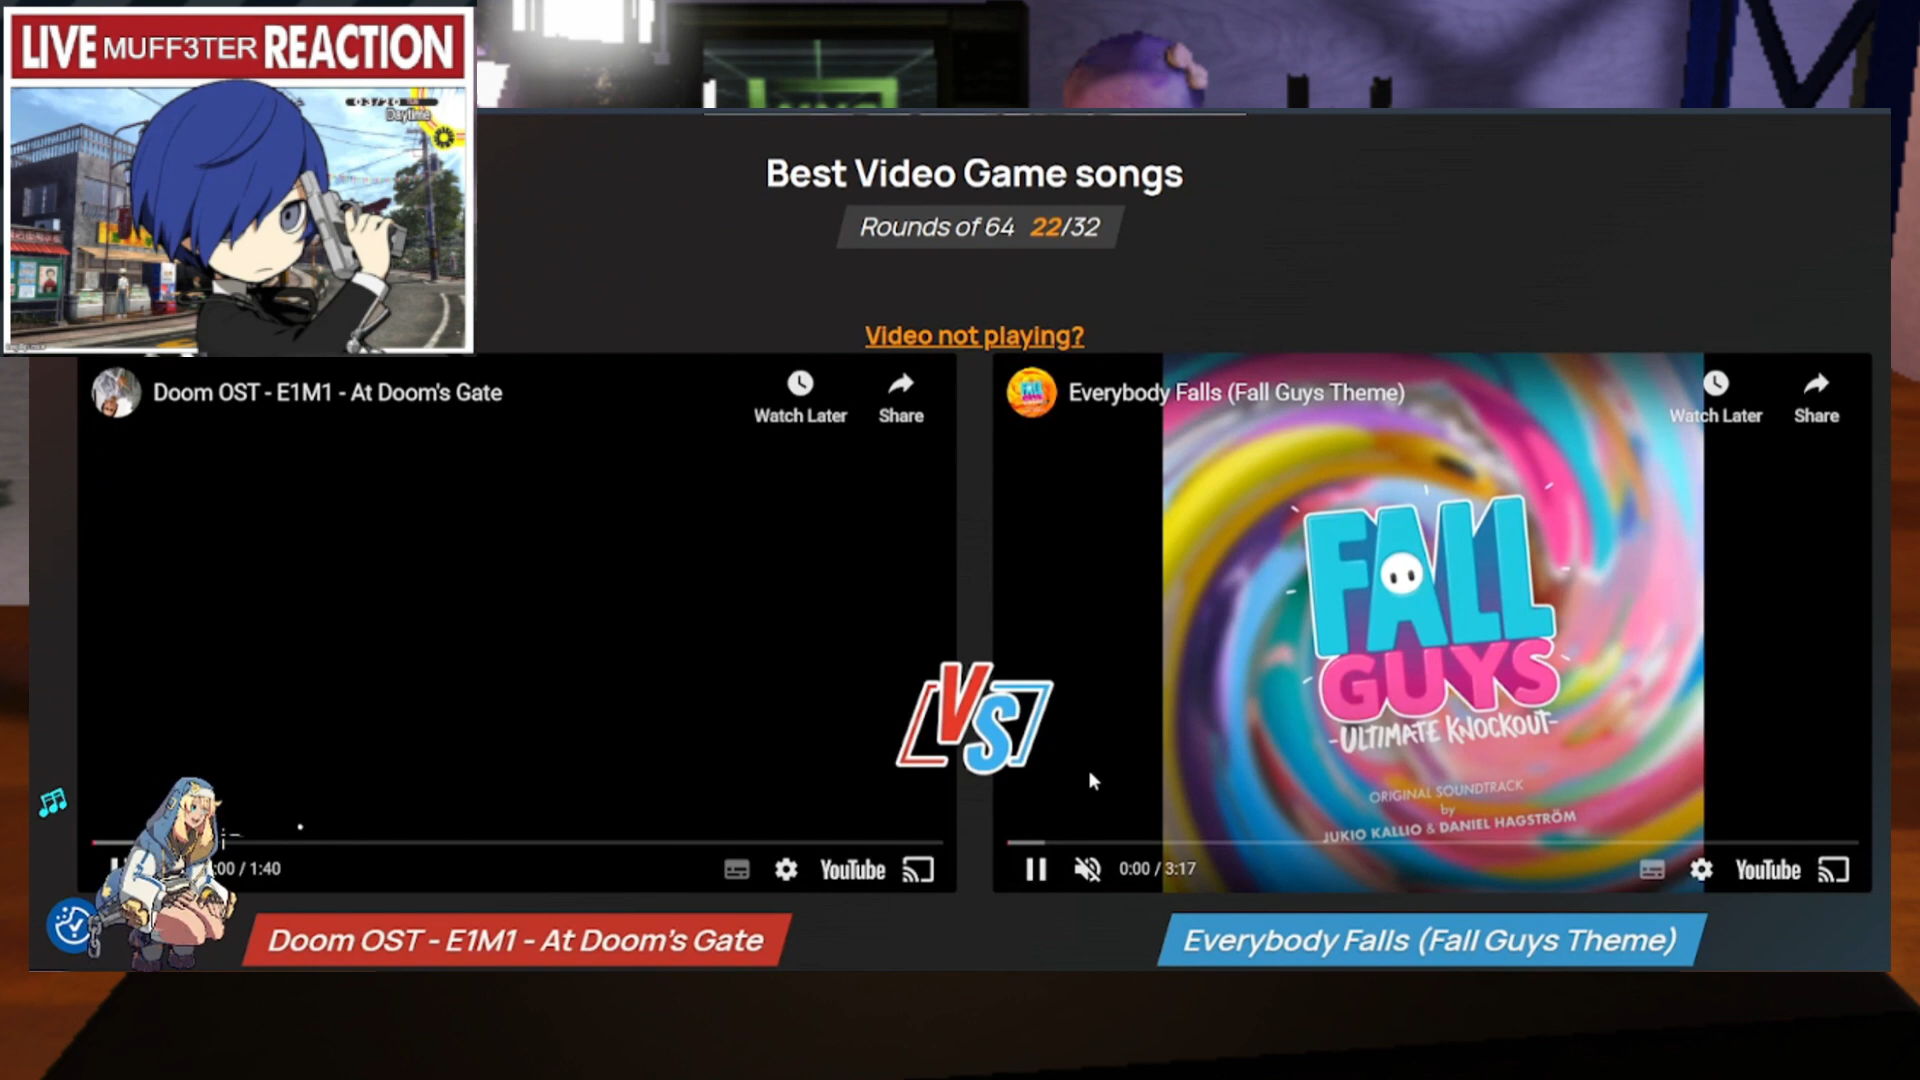 LIVE MUFF3TER REACTION
03/20
Daytime
Best Video Game songs
Rounds of 64 22/32
Video not playing?
Doom OST - E1M1 - At Doom's Gate
Watch Later
Share
:00 / 1:40
YouTube
VS
Everybody Falls (Fall Guys Theme)
Watch Later
Share
FALL
GUYS
-ULTIMATE KNOCKOUT-
ORIGINAL SOUNDTRACK
by
JUKIO KALLIO & DANIEL HAGSTRÖM
0:00 / 3:17
YouTube
Doom OST - E1M1 - At Doom's Gate
Everybody Falls (Fall Guys Theme)